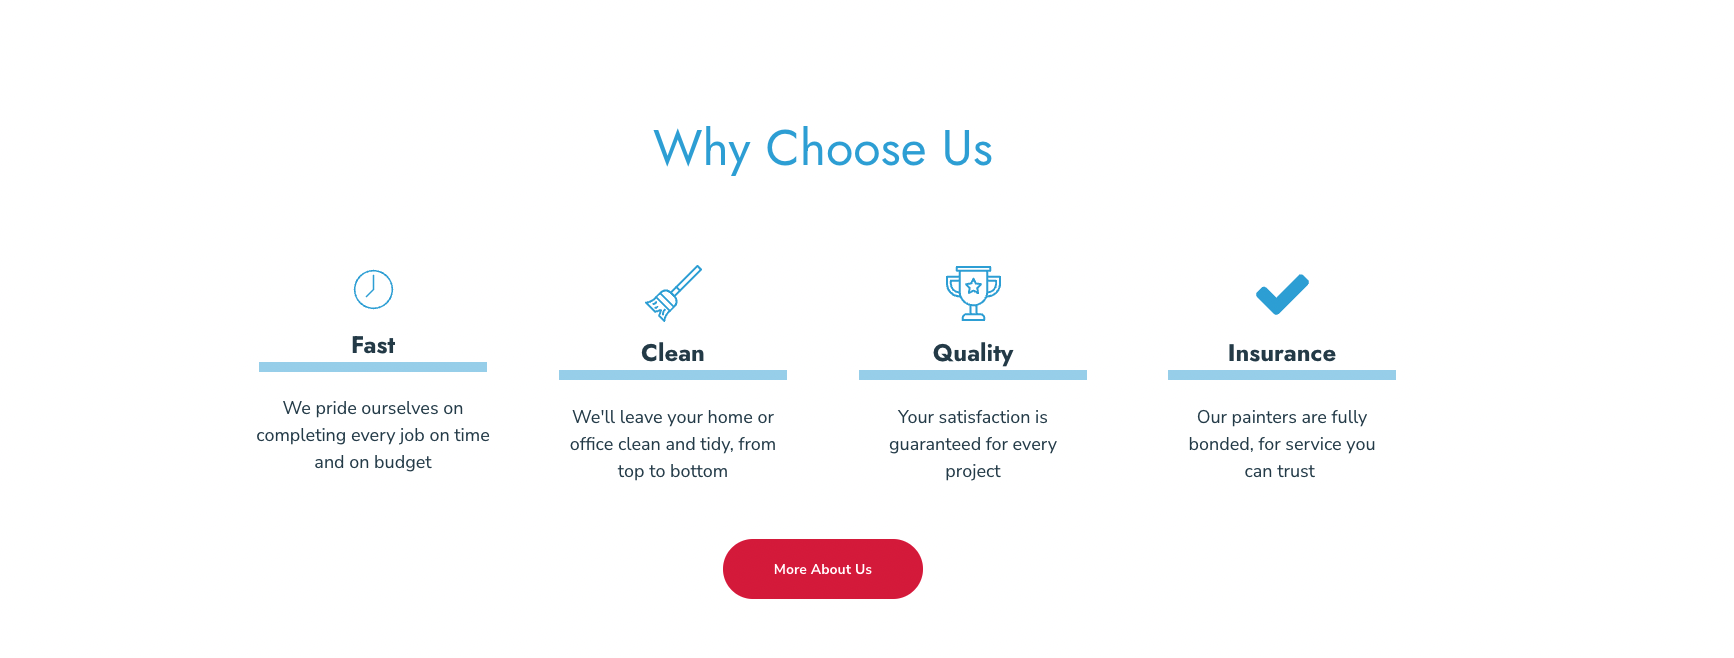 Why Choose Us
Fast
We pride ourselves on
completing every job on time
and on budget
Clean
We'll leave your home or
office clean and tidy, from
top to bottom
Quality
Your satisfaction is
guaranteed for every
project
Insurance
Our painters are fully
bonded, for service you
can trust
More About Us